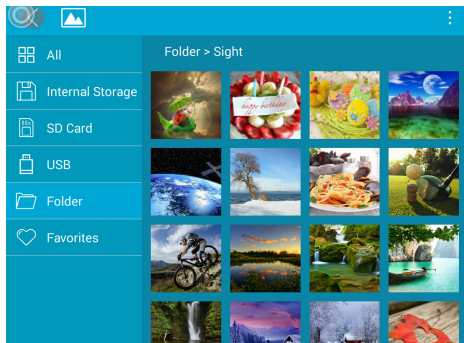 Folder > Sight
All
Internal Storage
SD Card
USB
Folder
Favorites
happy birthday